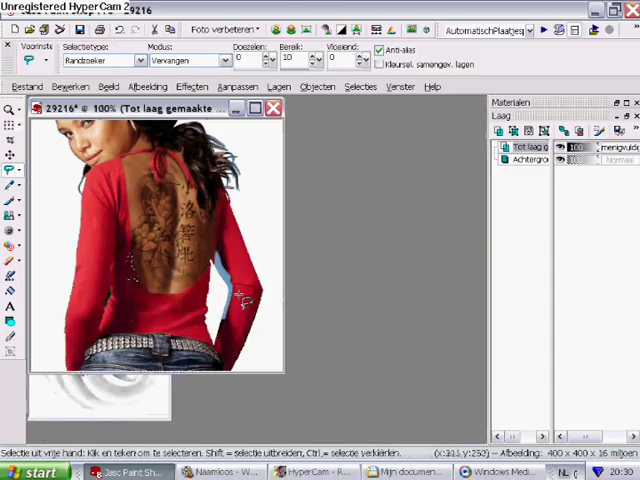 Unregistered HyperCam 2
29216
Foto verbeteren
AutomatischPlaatjes
Voorinste
Selectietype:
Modus:
Doezelen:
Bereik:
Vloeiend:
Randzoeker
Vervangen
0
10
0
Anti-alias
Kleursel. samengev. lagen
Bestand
Bewerken
Beeld
Afbeelding
Effecten
Aanpassen
Lagen
Objecten
Selecties
Venster
Help
29216* @ 100% (Tot laag gemaakte
Materialen
Laag
Tot laag g
100
menigvuldi
Achtergro
100
Normaal
Selectie uit vrije hand: Klik en teken om te selecteren. Shift = selectie uitbreiden, Ctrl = selectie verkleinen.
(x:311 y:252)
Afbeelding: 400 x 400 x 16 miljoen
start
Jasc Paint Sh...
Naamloos - W...
HyperCam - R...
Mijn documen...
Windows Medi...
NL
20:30